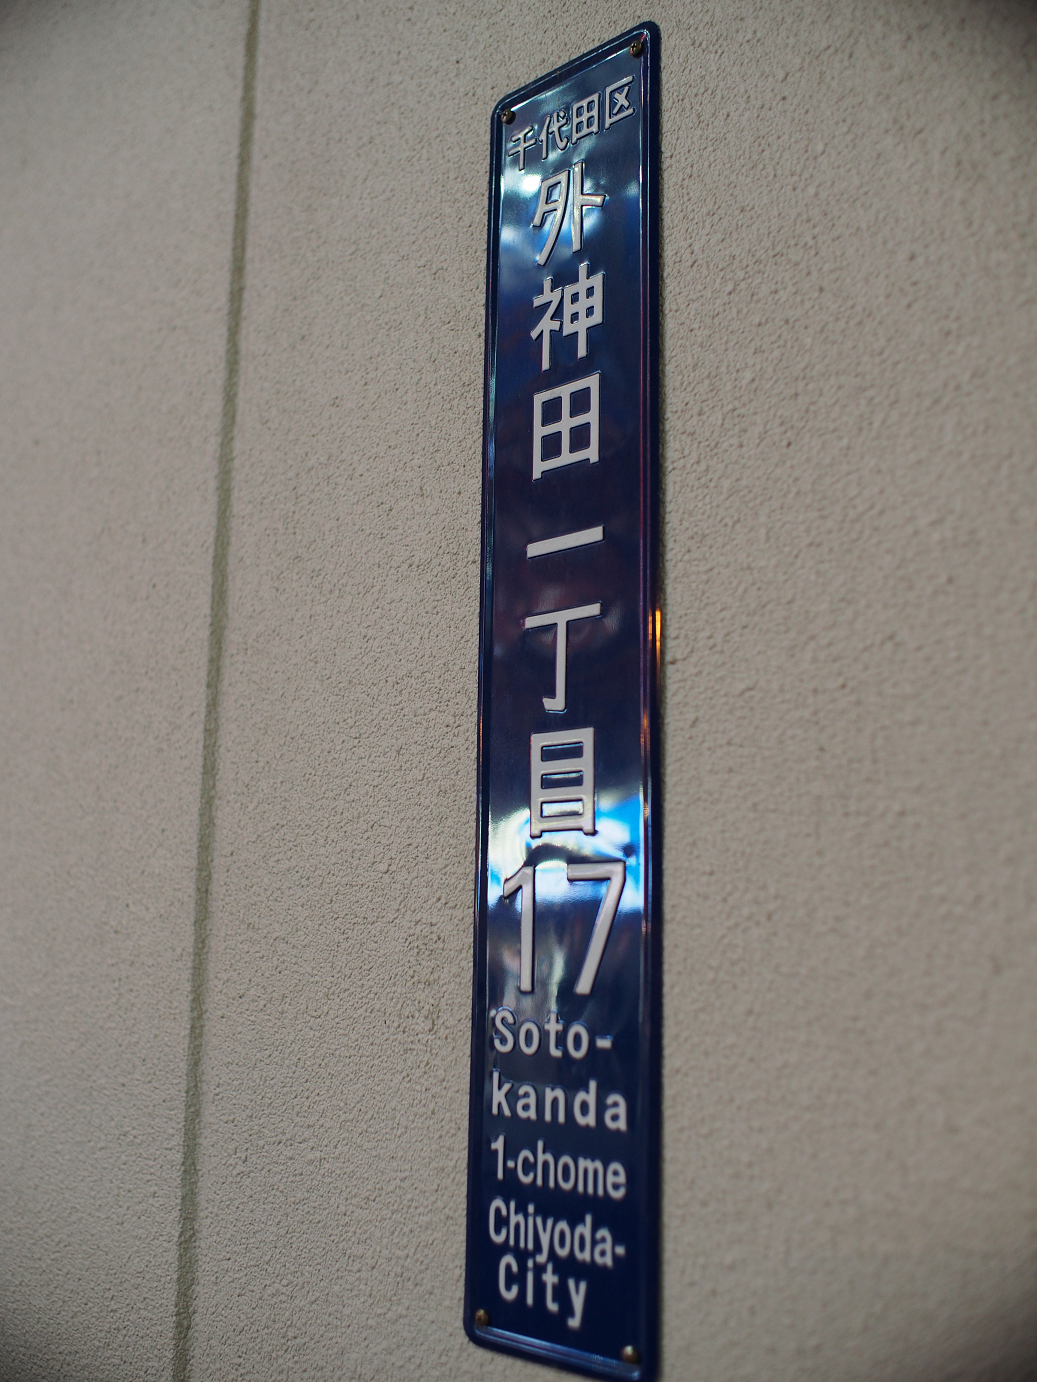 千代田区
外神田一丁目
17
Soto-
kanda
1-chome
Chiyoda-
City